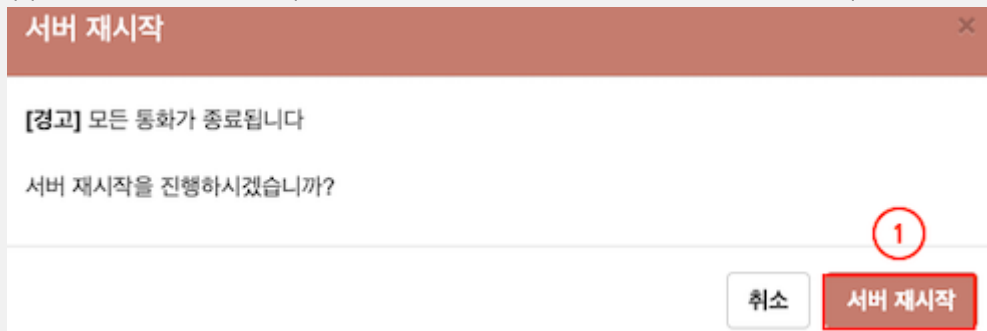 서버 재시작
×
[경고] 모든 통화가 종료됩니다
서버 재시작을 진행하시겠습니까?
1
취소
서버 재시작